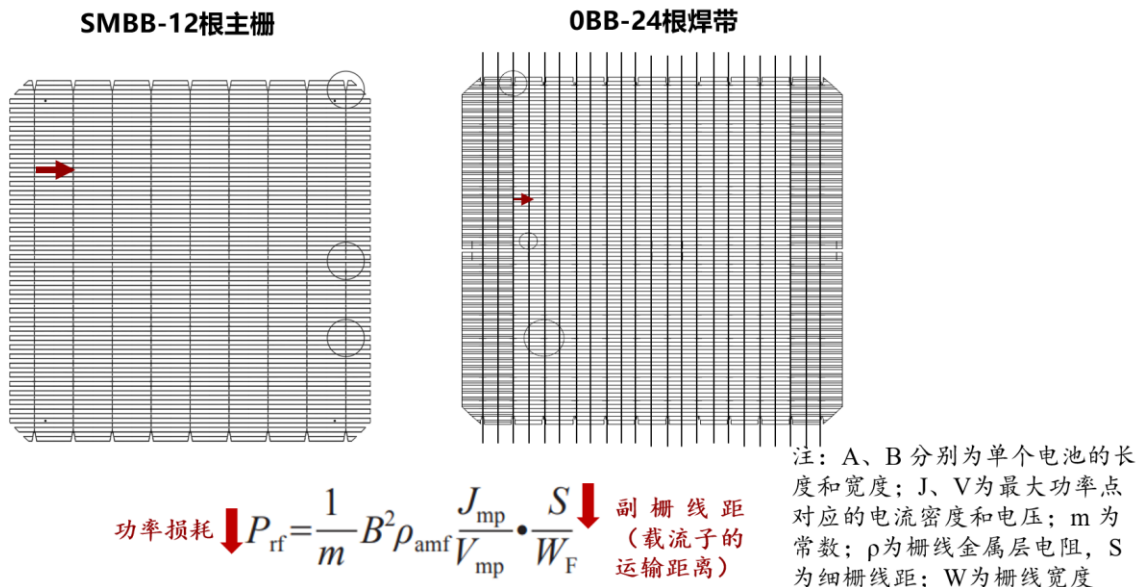 SMBB-12根主栅
0BB-24根焊带
功率损耗
P_rf = \frac{1}{m} B^2 ρ_amf \frac{J_mp}{V_mp} • \frac{S}{W_F}
副栅线距
（载流子的
运输距离）
注：A、B 分别为单个电池的长
度和宽度；J、V为最大功率点
对应的电流密度和电压；m 为
常数；ρ为栅线金属层电阻，S
为细栅线距；W为栅线宽度